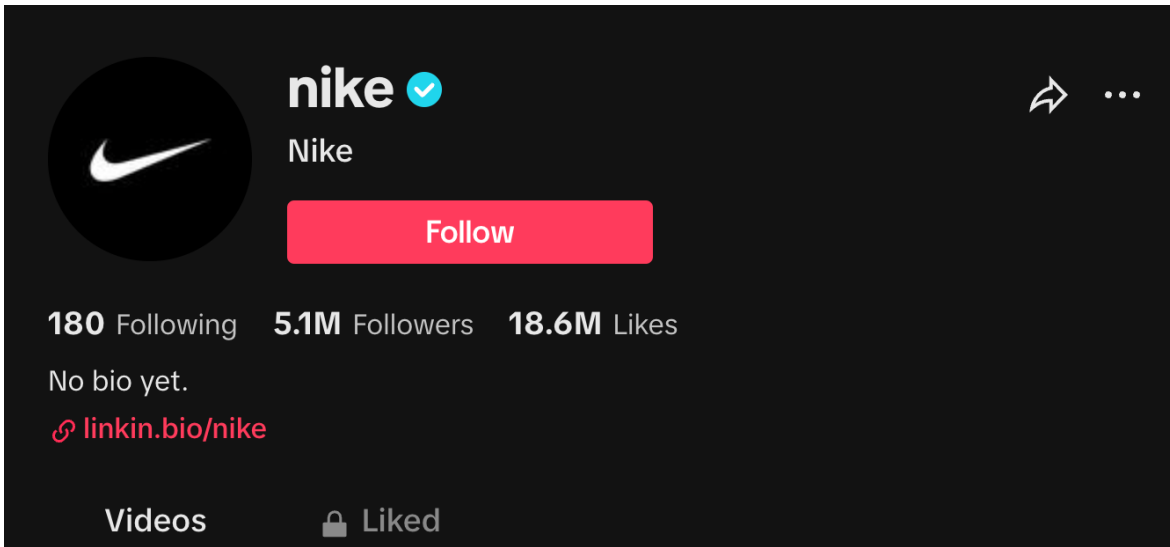 nike
Nike
Follow
180 Following 5.1M Followers 18.6M Likes
No bio yet.
linkin.bio/nike
Videos Liked